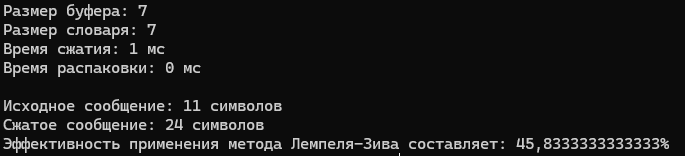 Размер буфера: 7
Размер словаря: 7
Время сжатия: 1 мс
Время распаковки: 0 мс
Исходное сообщение: 11 символов
Сжатое сообщение: 24 символов
Эффективность применения метода Лемпеля-Зива составляет: 45,8333333333333%